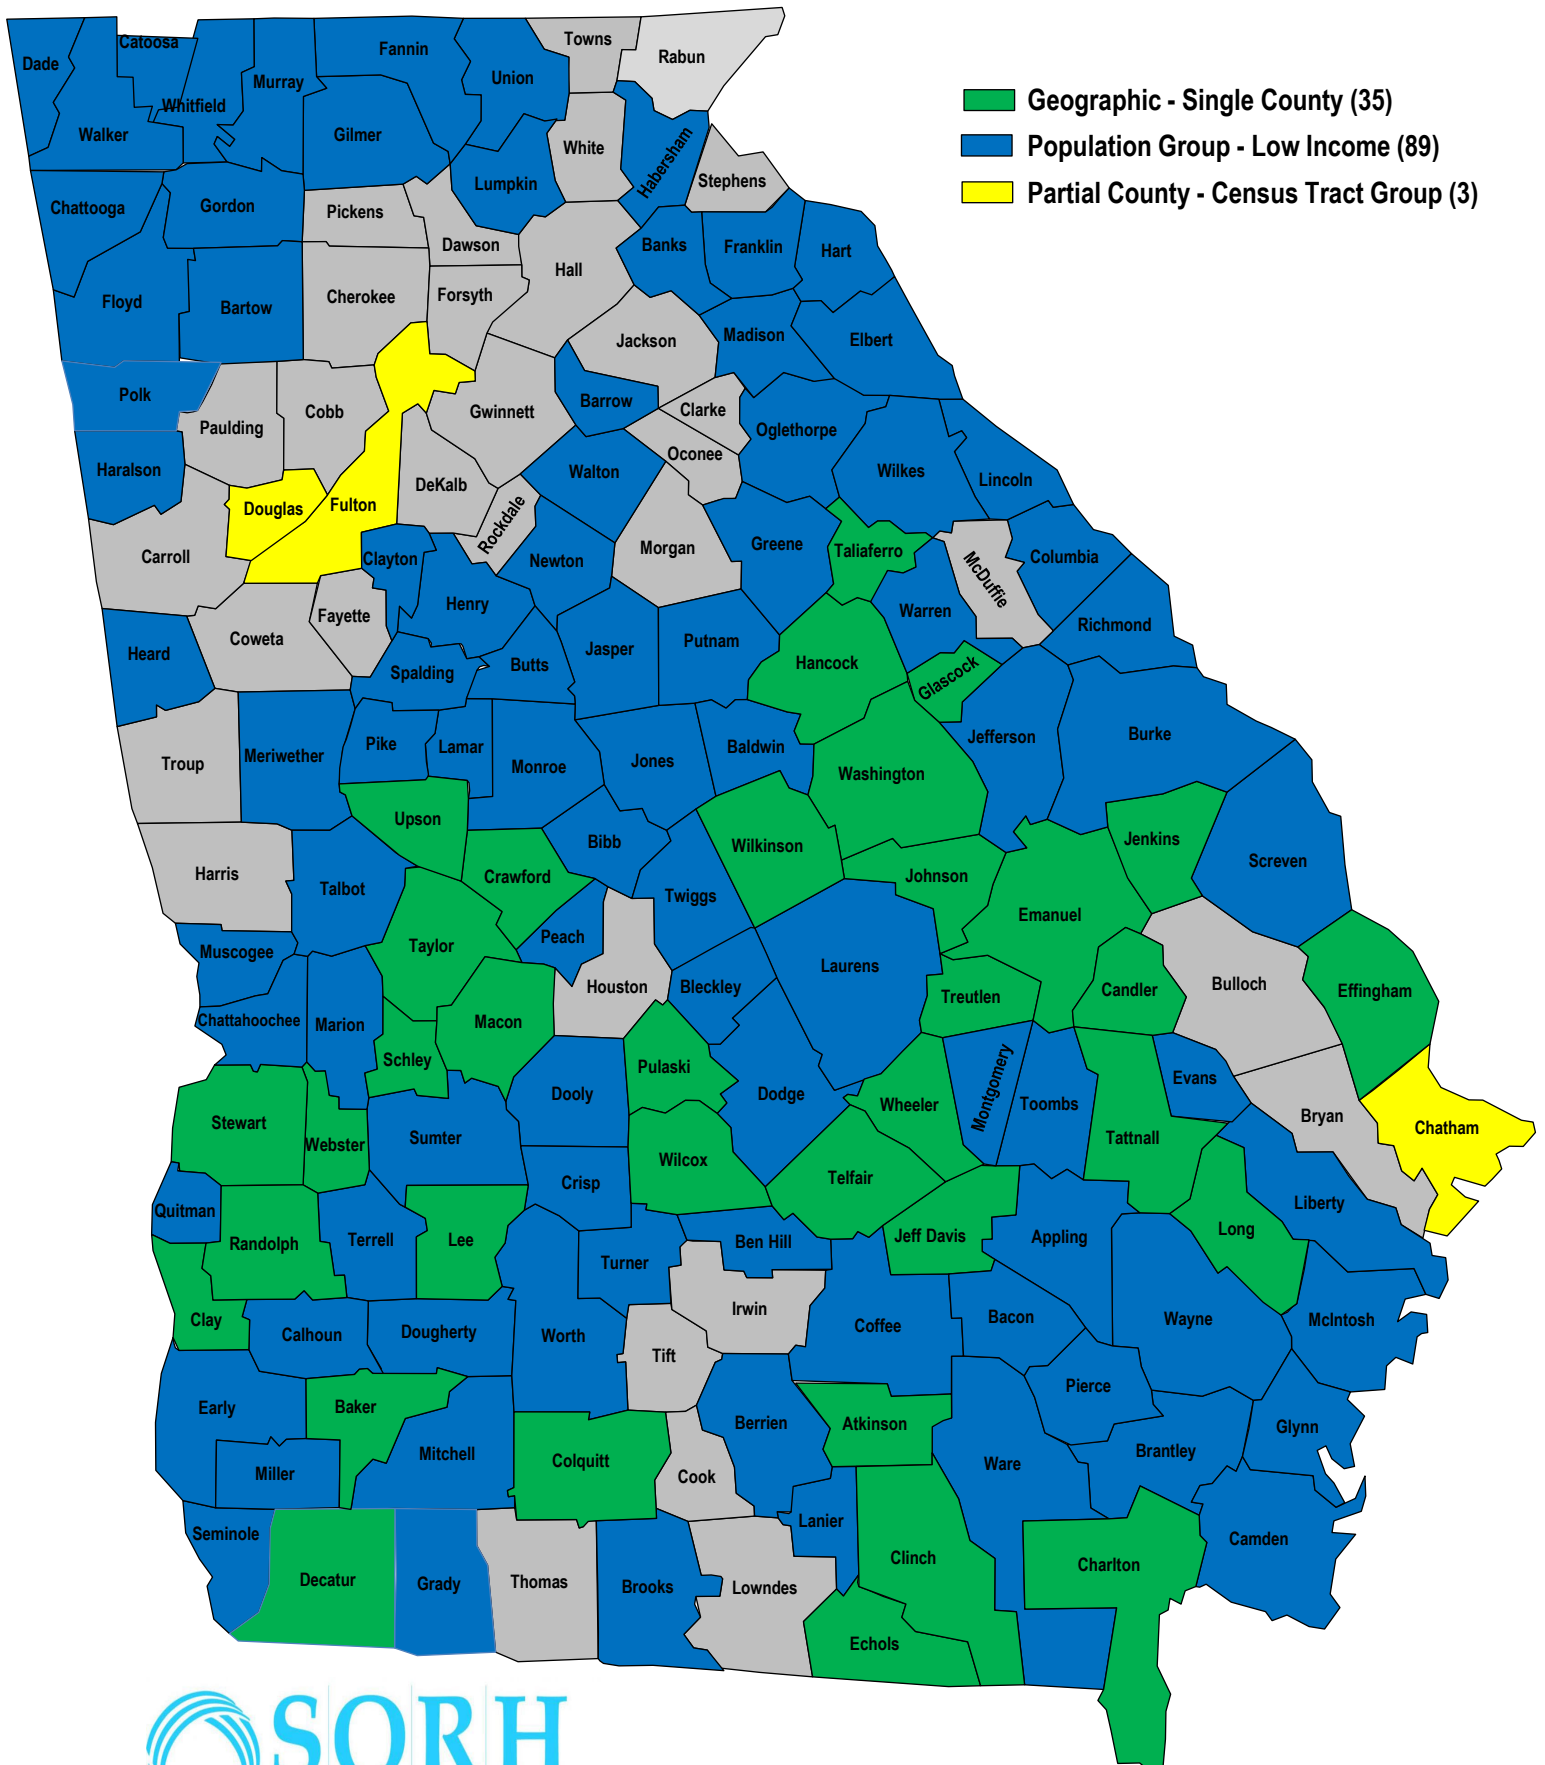 Geographic - Single County (35)
Population Group - Low Income (89)
Partial County - Census Tract Group (3)
Dade
Catoosa
Whitfield
Murray
Fannin
Union
Towns
Rabun
Walker
Gilmer
White
Habersham
Stephens
Lumpkin
Chattooga
Gordon
Pickens
Dawson
Hall
Banks
Franklin
Hart
Floyd
Bartow
Cherokee
Forsyth
Jackson
Madison
Elbert
Polk
Paulding
Cobb
Gwinnett
Barrow
Clarke
Oglethorpe
Oconee
Haralson
DeKalb
Walton
Wilkes
Lincoln
Douglas
Fulton
Rockdale
Carroll
Clayton
Newton
Morgan
Greene
Taliaferro
McDuffie
Columbia
Henry
Warren
Richmond
Fayette
Coweta
Heard
Spalding
Butts
Jasper
Putnam
Hancock
Glascock
Troup
Meriwether
Pike
Lamar
Monroe
Jones
Baldwin
Washington
Jefferson
Burke
Upson
Bibb
Wilkinson
Jenkins
Screven
Harris
Talbot
Crawford
Twiggs
Johnson
Emanuel
Muscogee
Taylor
Peach
Houston
Bleckley
Laurens
Treutlen
Candler
Bulloch
Effingham
Chattahoochee
Marion
Macon
Schley
Pulaski
Dooly
Dodge
Wheeler
Montgomery
Toombs
Evans
Bryan
Chatham
Stewart
Webster
Sumter
Wilcox
Telfair
Tattnall
Crisp
Quitman
Randolph
Terrell
Lee
Turner
Ben Hill
Jeff Davis
Appling
Long
Liberty
Clay
Calhoun
Dougherty
Worth
Irwin
Tift
Coffee
Bacon
Wayne
McIntosh
Early
Baker
Mitchell
Colquitt
Cook
Berrien
Atkinson
Pierce
Ware
Brantley
Glynn
Miller
Seminole
Decatur
Grady
Thomas
Brooks
Lowndes
Lanier
Clinch
Echols
Charlton
Camden
SORH